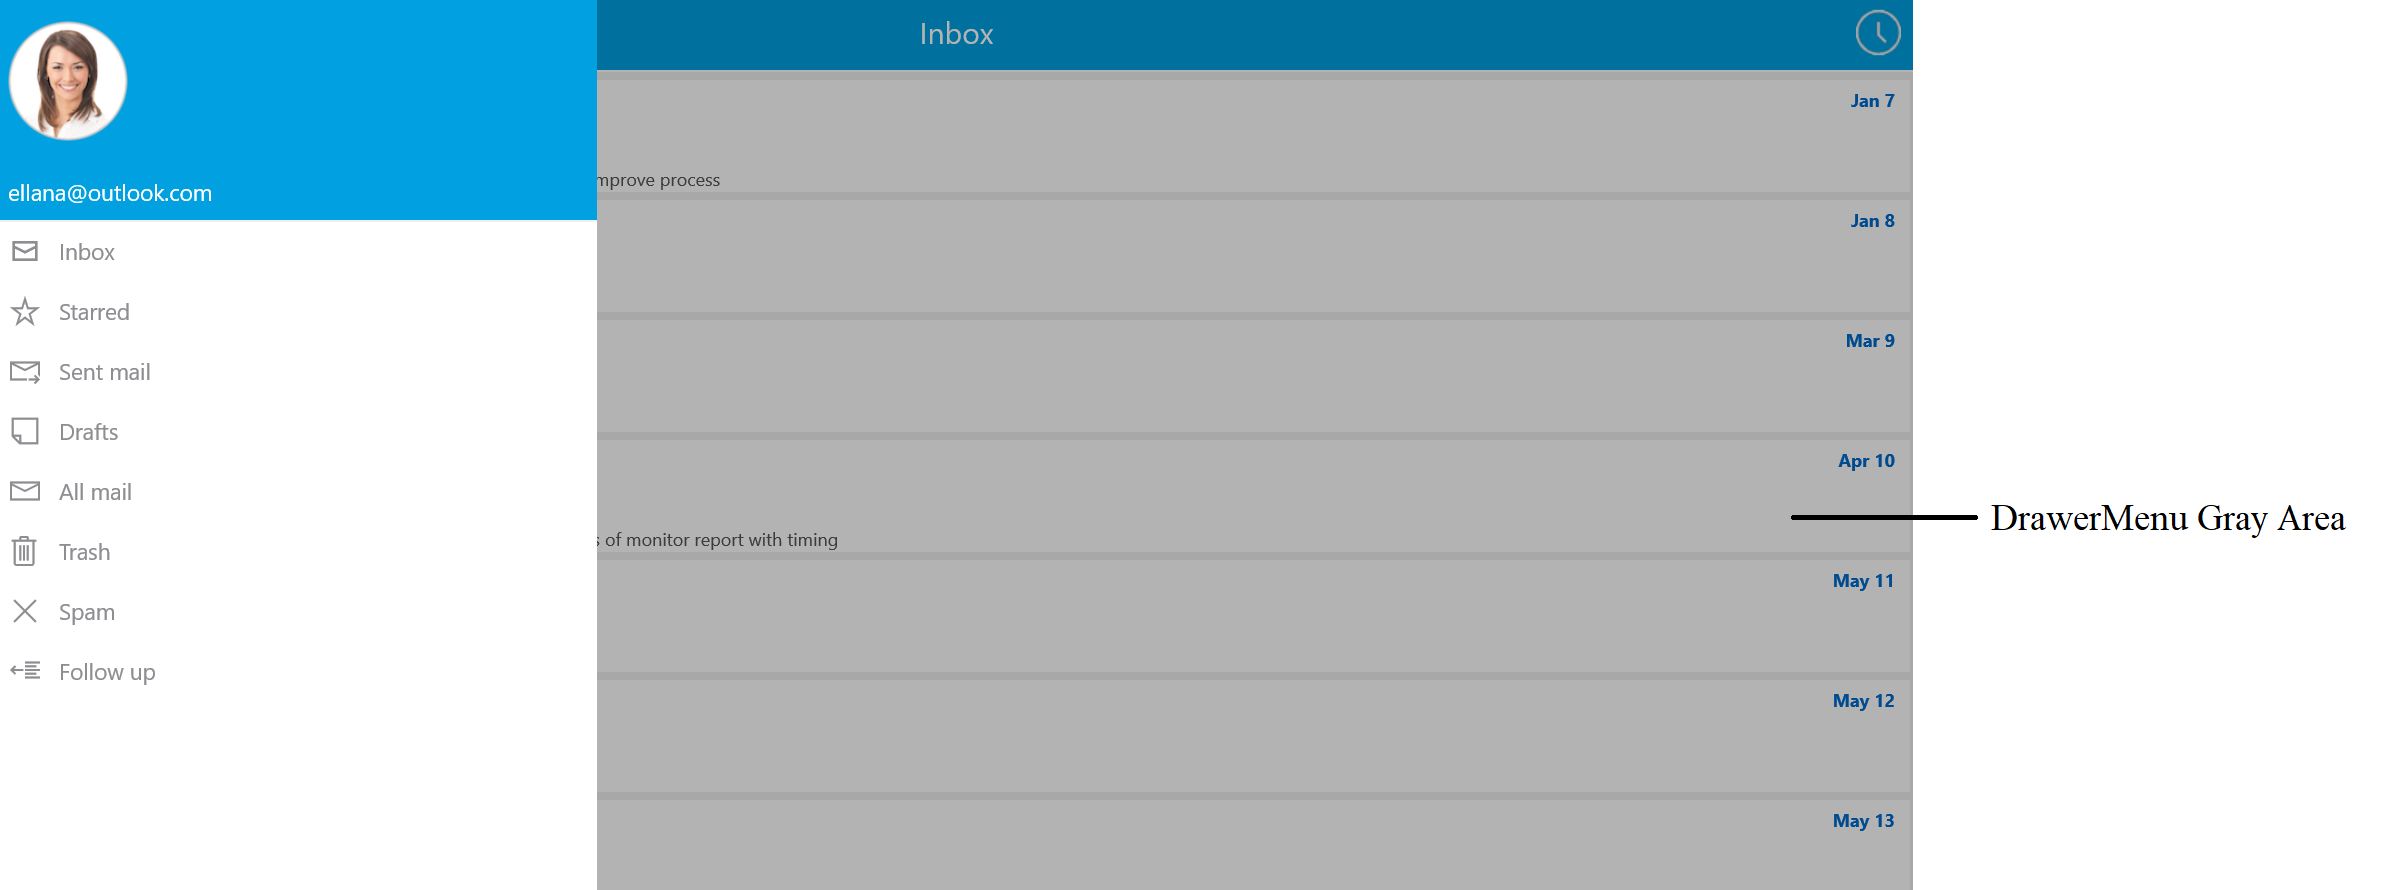 Inbox
ellana@outlook.com
Inbox
Starred
Sent mail
Drafts
All mail
Trash
Spam
Follow up
Jan 7
mprove process
Jan 8
Mar 9
Apr 10
s of monitor report with timing
May 11
May 12
May 13
DrawerMenu Gray Area